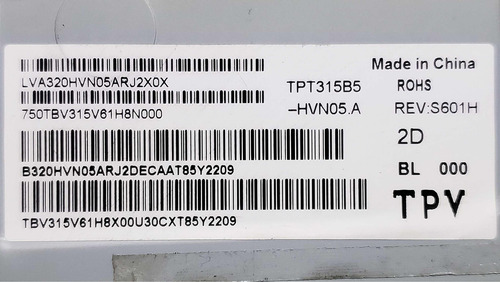 Made in China
LVA320HVN05ARJ2X0X
TPT315B5
ROHS
750TBV315V61H8N000
-HVN05.A
REV:S601H
2D
B320HVN05ARJ2DECAAT85Y2209
BL 000
TPV
TBV315V61H8X00U30CXT85Y2209